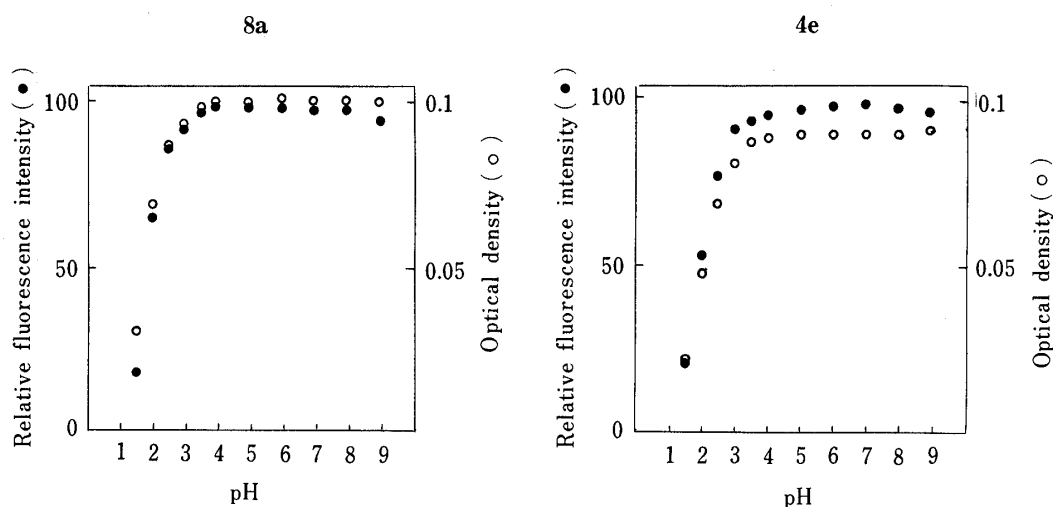 8a
Relative fluorescence intensity (●)
100
50
0
1 2 3 4 5 6 7 8 9
pH
0.1
0.05
Optical density (○)
4e
Relative fluorescence intensity (●)
100
50
0
1 2 3 4 5 6 7 8 9
pH
0.1
0.05
Optical density (○)